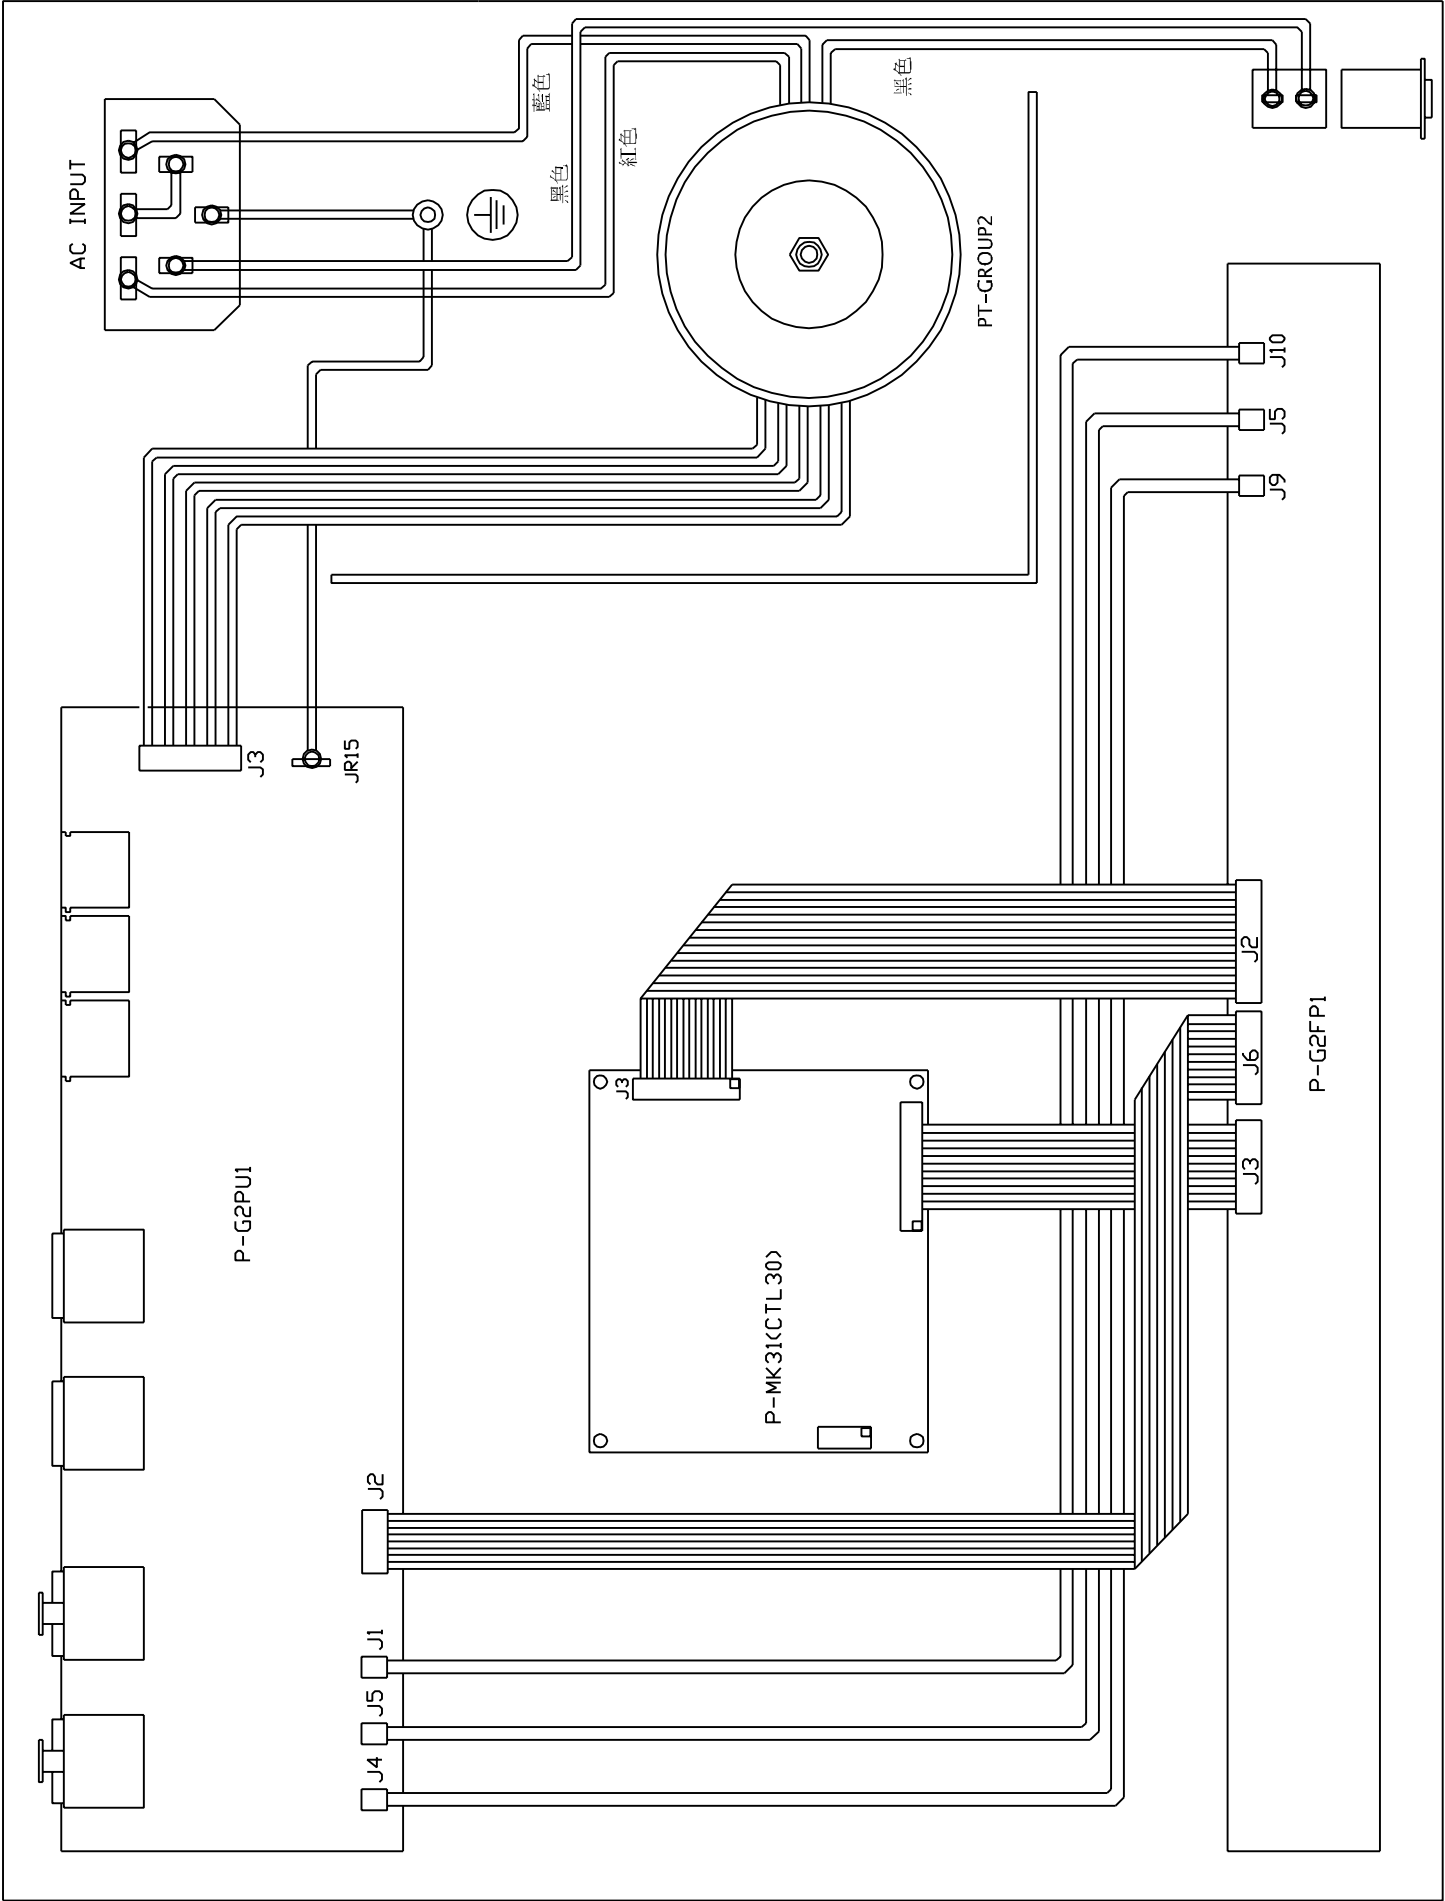 AC INPUT
藍色
黑色
紅色
黑色
PT-GROUP2
J10
J5
J9
J3
JR15
P-G2PU1
J2
J1
J5
J4
J3
P-MK31(CTL30)
J2
J6
J3
P-G2FP1